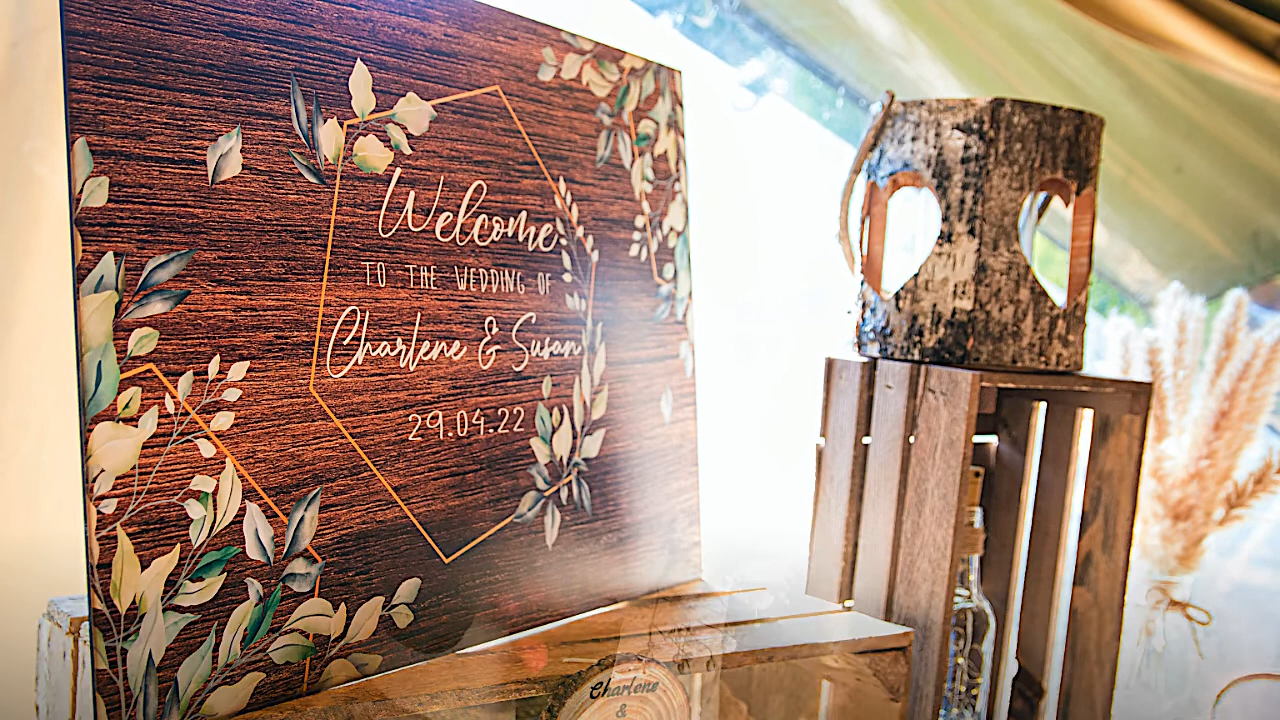 Welcome
TO THE WEDDING OF
Charlene & Susan
29.04.22
Charlene
&